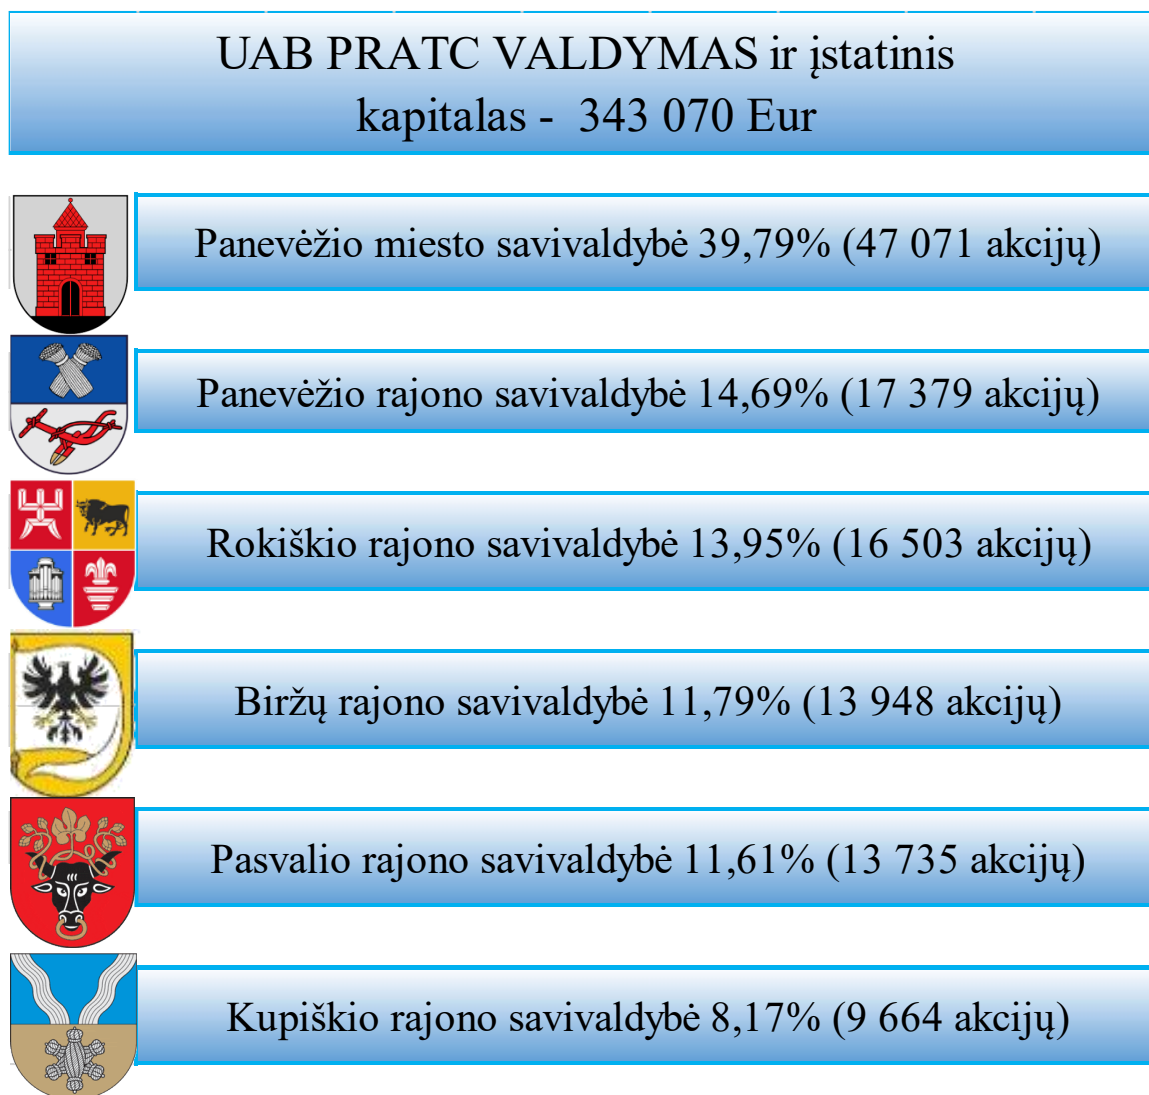 UAB PRATC VALDYMAS ir įstatinis
kapitalas - 343 070 Eur
Panevėžio miesto savivaldybė 39,79% (47 071 akcijų)
Panevėžio rajono savivaldybė 14,69% (17 379 akcijų)
Rokiškio rajono savivaldybė 13,95% (16 503 akcijų)
Biržų rajono savivaldybė 11,79% (13 948 akcijų)
Pasvalio rajono savivaldybė 11,61% (13 735 akcijų)
Kupiškio rajono savivaldybė 8,17% (9 664 akcijų)